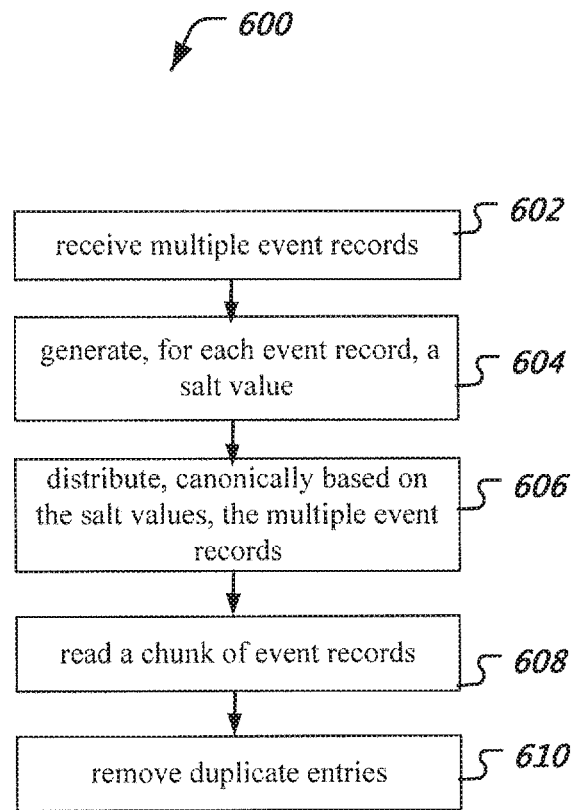 600
receive multiple event records
602
generate, for each event record, a
salt value
604
distribute, canonically based on
the salt values, the multiple event
records
606
read a chunk of event records
608
remove duplicate entries
610